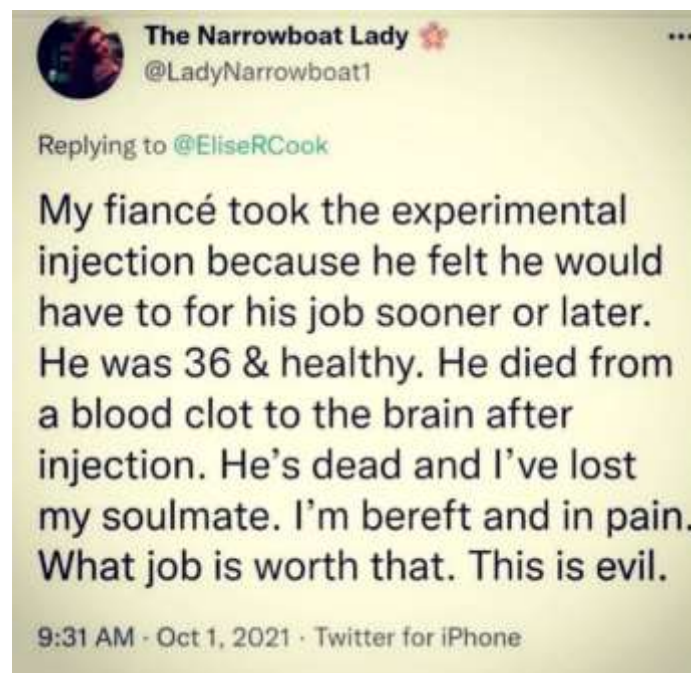 The Narrowboat Lady
@LadyNarrowboat1
Replying to @EliseRCook
My fiancé took the experimental
injection because he felt he would
have to for his job sooner or later.
He was 36 & healthy. He died from
a blood clot to the brain after
injection. He's dead and I've lost
my soulmate. I'm bereft and in pain.
What job is worth that. This is evil.
9:31 AM · Oct 1, 2021 · Twitter for iPhone